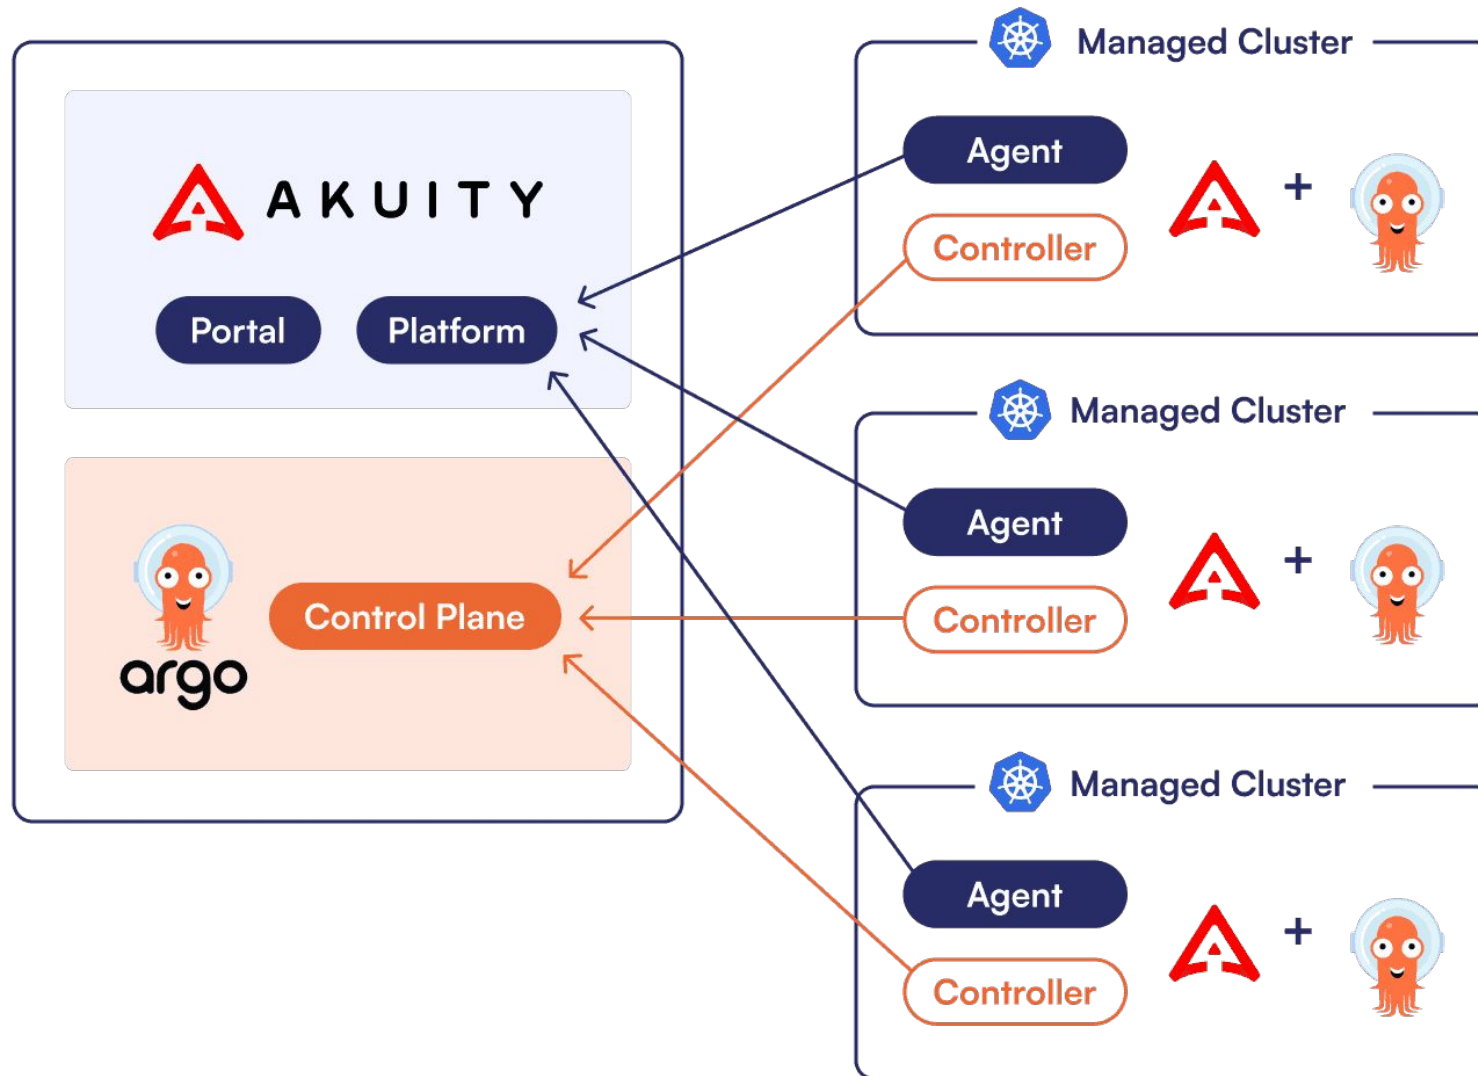 AKUITY
Portal
Platform
argo
Control Plane
Managed Cluster
Agent
+
Controller
Managed Cluster
Agent
+
Controller
Managed Cluster
Agent
+
Controller